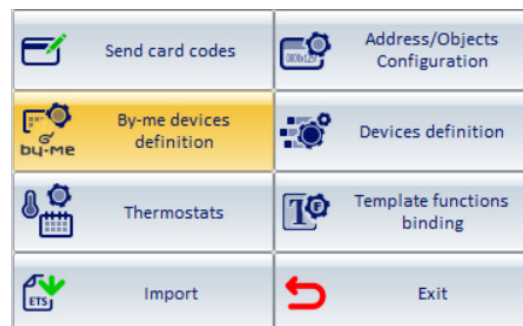 Send card codes
Address/Objects
Configuration
By-me devices
definition
by-me
Devices definition
Thermostats
Template functions
binding
ETS
Import
Exit